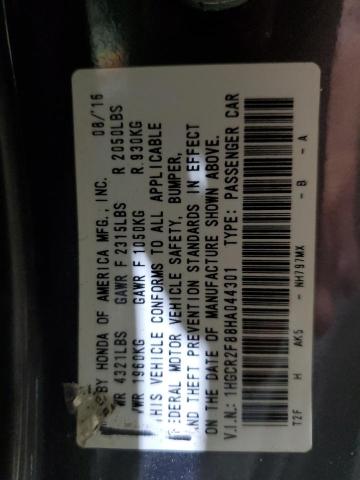 BY HONDA OF AMERICA MFG., INC. 08/'16
WR 4321LBS GAWR F 2315LBS R 2050LBS
VWR 1960KG GAWR F 1050KG R 930KG
THIS VEHICLE CONFORMS TO ALL APPLICABLE
FEDERAL MOTOR VEHICLE SAFETY, BUMPER,
AND THEFT PREVENTION STANDARDS IN EFFECT
ON THE DATE OF MANUFACTURE SHOWN ABOVE.
V.I.N.: 1HGCR2F88HA044301 TYPE: PASSENGER CAR
T2F H AK5 - NH797MX - B - A